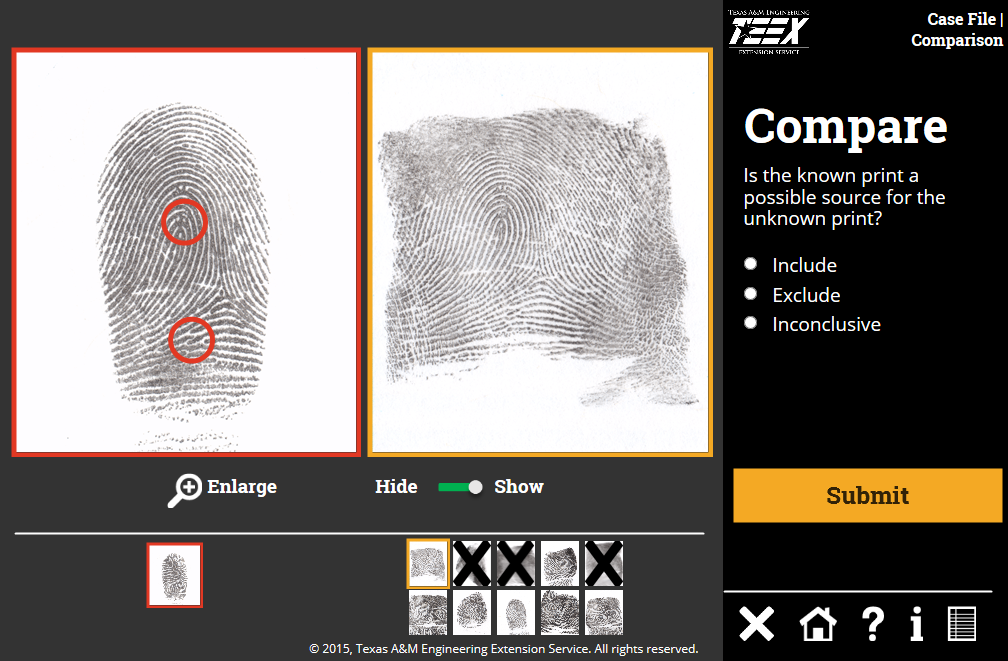 TEXAS A&M ENGINEERING
TEEX
EXTENSION SERVICE
Case File |
Comparison
Compare
Is the known print a
possible source for the
unknown print?
Include
Exclude
Inconclusive
Submit
Enlarge
Hide
Show
© 2015, Texas A&M Engineering Extension Service. All rights reserved.